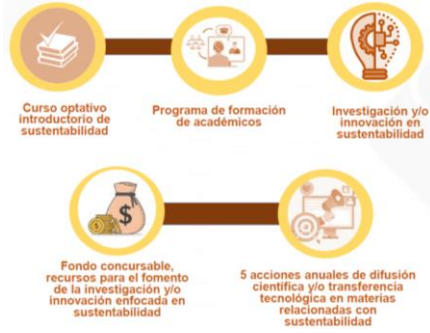 Curso optativo
introductorio de
sustentabilidad
Programa de formación
de académicos
Investigación y/o
innovación en
sustentabilidad
$
Fondo concursable,
recursos para el fomento
de la investigación y/o
innovación enfocada en
sustentabilidad
5 acciones anuales de difusión
científica y/o transferencia
tecnológica en materias
relacionadas con
sustentabilidad